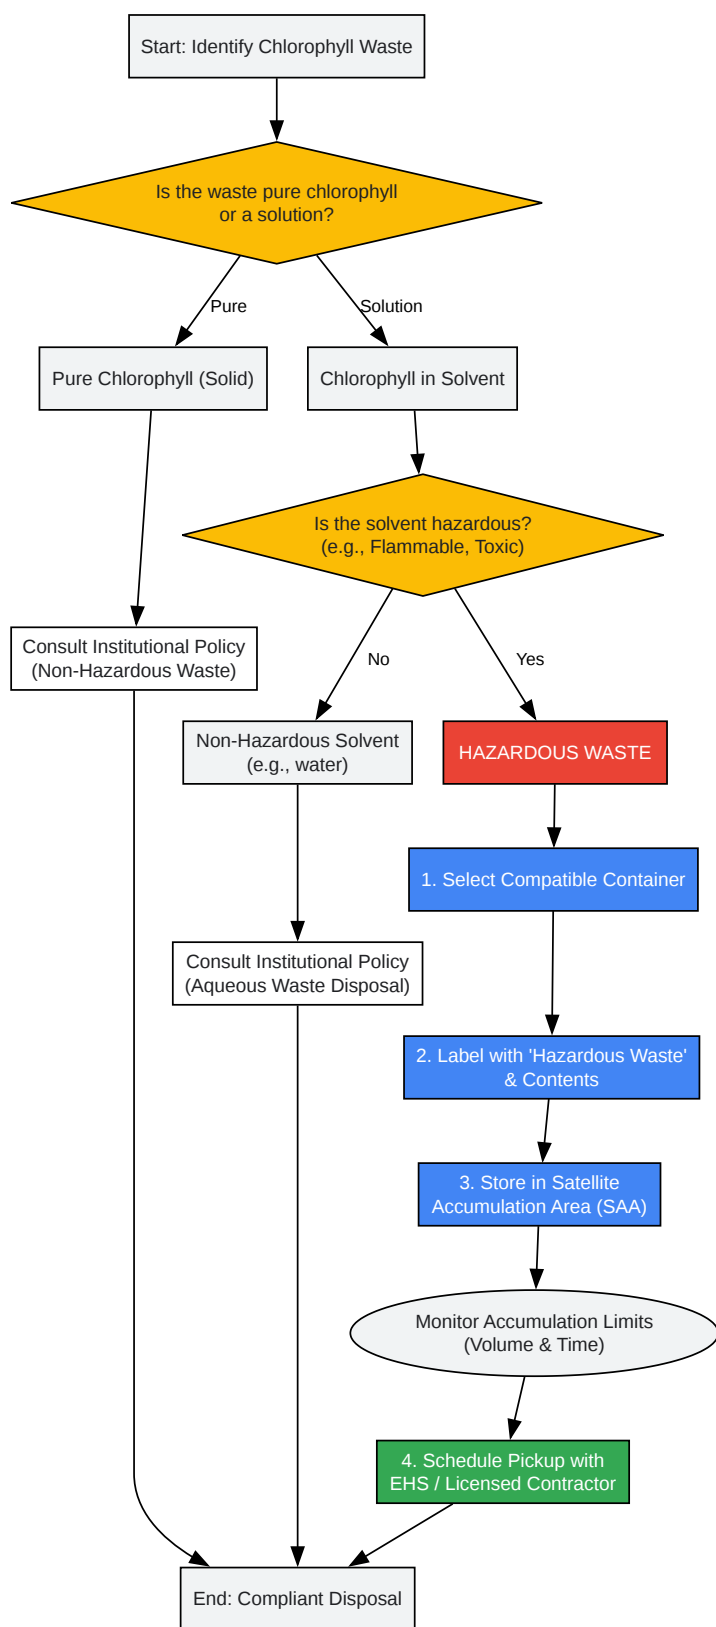 Start: Identify Chlorophyll Waste
Is the waste pure chlorophyll
or a solution?
Pure
Solution
Pure Chlorophyll (Solid)
Chlorophyll in Solvent
Is the solvent hazardous?
(e.g., Flammable, Toxic)
Consult Institutional Policy
(Non-Hazardous Waste)
No
Yes
Non-Hazardous Solvent
(e.g., water)
HAZARDOUS WASTE
1. Select Compatible Container
Consult Institutional Policy
(Aqueous Waste Disposal)
2. Label with 'Hazardous Waste'
& Contents
3. Store in Satellite
Accumulation Area (SAA)
Monitor Accumulation Limits
(Volume & Time)
4. Schedule Pickup with
EHS / Licensed Contractor
End: Compliant Disposal